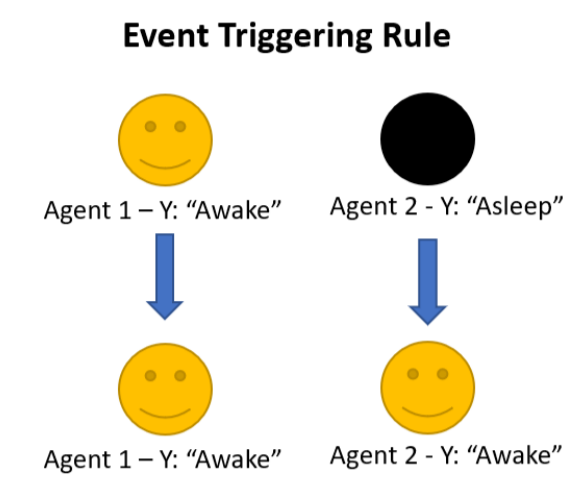 Event Triggering Rule
Agent 1 – Y: “Awake”
Agent 2 - Y: “Asleep”
Agent 1 – Y: “Awake”
Agent 2 - Y: “Awake”